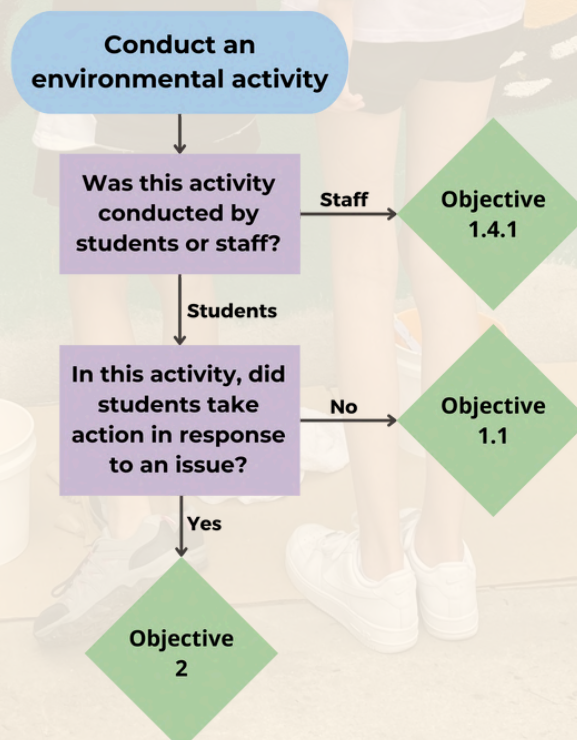 Conduct an
environmental activity
Was this activity
conducted by
students or staff?
Staff
Objective
1.4.1
Students
In this activity, did
students take
action in response
to an issue?
No
Objective
1.1
Yes
Objective
2